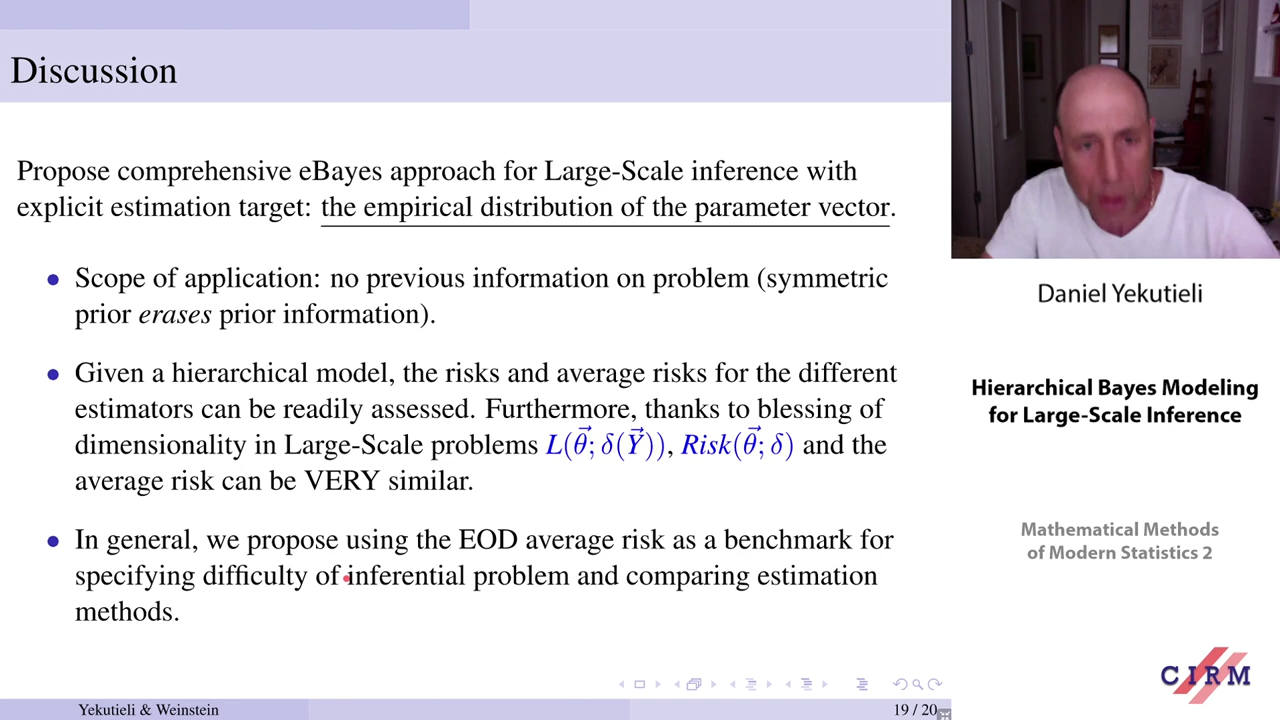 Discussion
Propose comprehensive eBayes approach for Large-Scale inference with
explicit estimation target: the empirical distribution of the parameter vector.
• Scope of application: no previous information on problem (symmetric
prior erases prior information).
• Given a hierarchical model, the risks and average risks for the different
estimators can be readily assessed. Furthermore, thanks to blessing of
dimensionality in Large-Scale problems L(θ⃗; δ(Y⃗)), Risk(θ⃗; δ) and the
average risk can be VERY similar.
• In general, we propose using the EOD average risk as a benchmark for
specifying difficulty of inferential problem and comparing estimation
methods.
Yekutieli & Weinstein
19 / 20
Daniel Yekutieli
Hierarchical Bayes Modeling
for Large-Scale Inference
Mathematical Methods
of Modern Statistics 2
CIRM